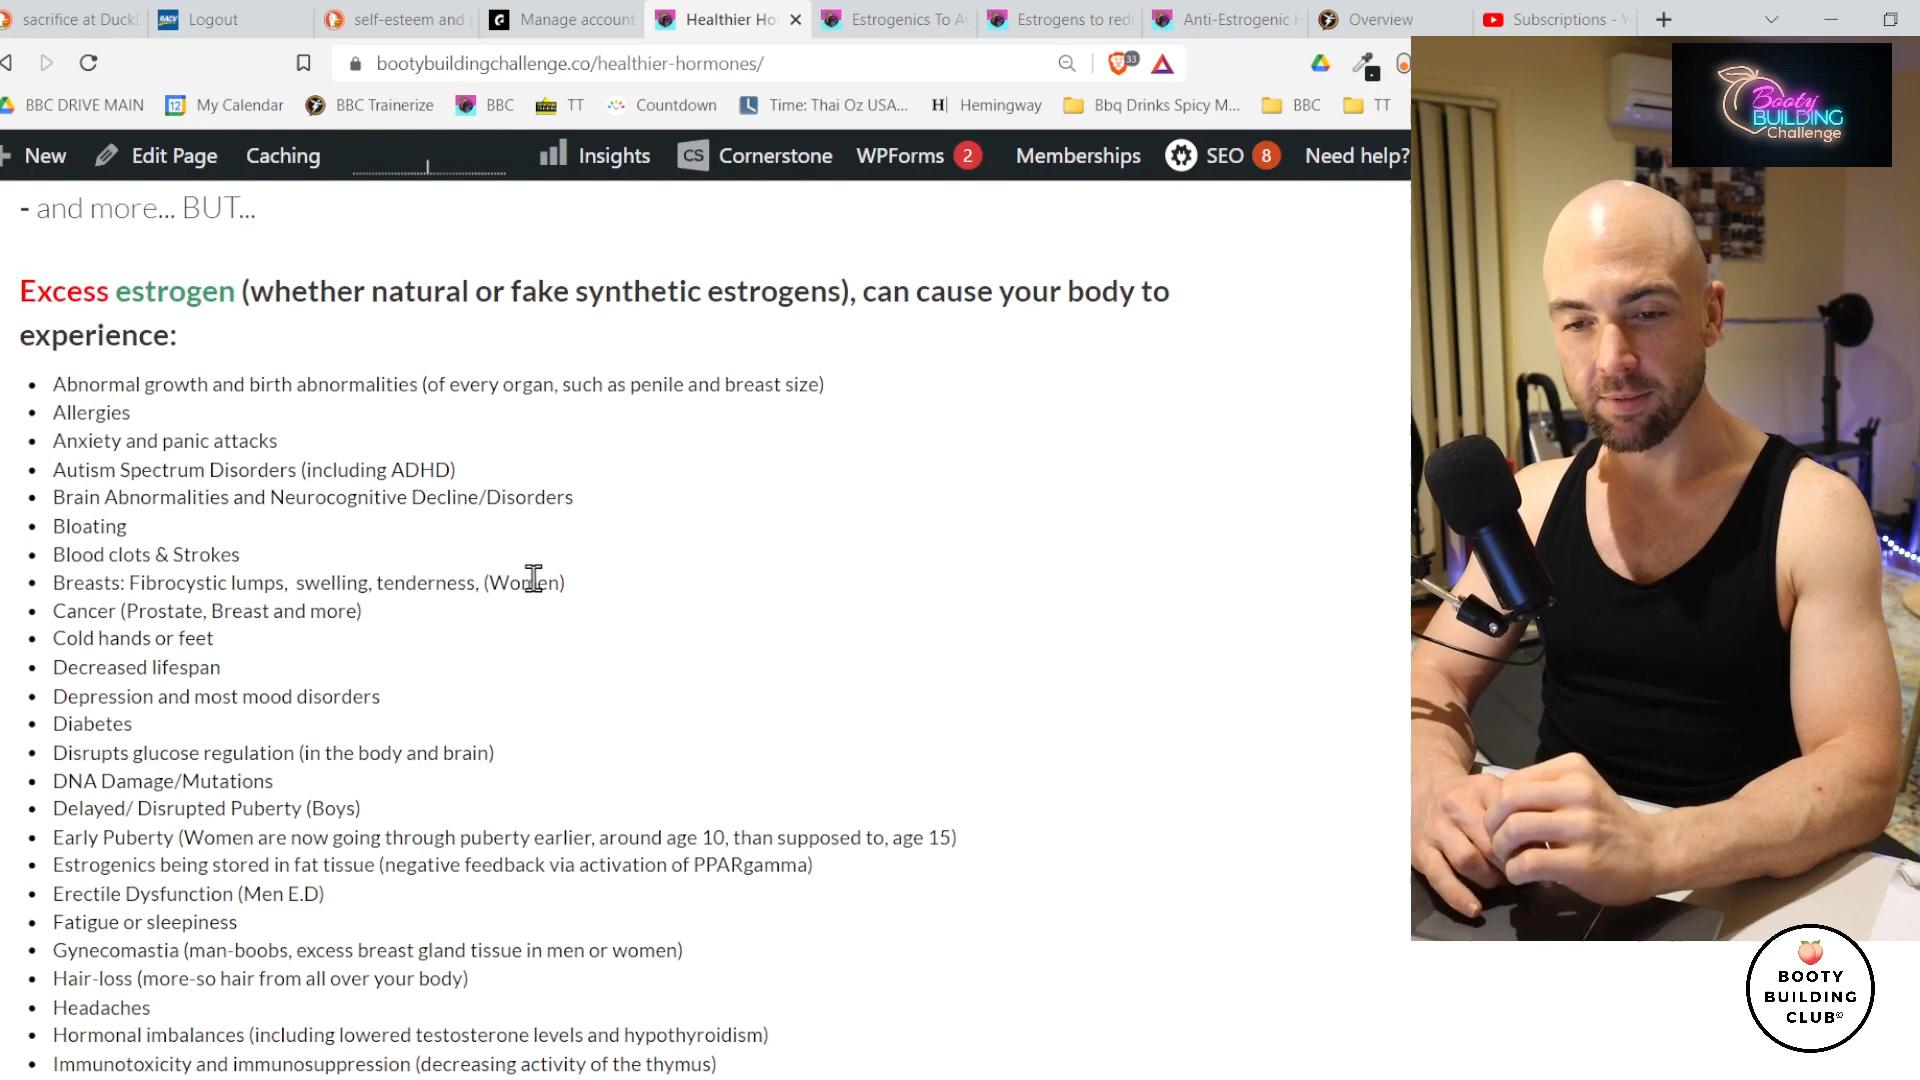 sacrifice at DuckD
RACV
Logout
self-esteem and
Manage account
Healthier Ho
Estrogenics To A
Estrogens to redu
Anti-Estrogenic
Overview
Subscriptions -
bootybuildingchallenge.co/healthier-hormones/
33
BBC DRIVE MAIN
12
My Calendar
BBC Trainerize
BBC
TT
Countdown
Time: Thai Oz USA...
Hemingway
Bbq Drinks Spicy M...
BBC
TT
New
Edit Page
Caching
Insights
CS
Cornerstone
WPForms 2
Memberships
SEO 8
Need help?
- and more... BUT...
Excess estrogen (whether natural or fake synthetic estrogens), can cause your body to
experience:
• Abnormal growth and birth abnormalities (of every organ, such as penile and breast size)
• Allergies
• Anxiety and panic attacks
• Autism Spectrum Disorders (including ADHD)
• Brain Abnormalities and Neurocognitive Decline/Disorders
• Bloating
• Blood clots & Strokes
• Breasts: Fibrocystic lumps, swelling, tenderness, (Women)
• Cancer (Prostate, Breast and more)
• Cold hands or feet
• Decreased lifespan
• Depression and most mood disorders
• Diabetes
• Disrupts glucose regulation (in the body and brain)
• DNA Damage/Mutations
• Delayed/ Disrupted Puberty (Boys)
• Early Puberty (Women are now going through puberty earlier, around age 10, than supposed to, age 15)
• Estrogenics being stored in fat tissue (negative feedback via activation of PPARgamma)
• Erectile Dysfunction (Men E.D)
• Fatigue or sleepiness
• Gynecomastia (man-boobs, excess breast gland tissue in men or women)
• Hair-loss (more-so hair from all over your body)
• Headaches
• Hormonal imbalances (including lowered testosterone levels and hypothyroidism)
• Immunotoxicity and immunosuppression (decreasing activity of the thymus)
Booty
BUILDING
Challenge
BOOTY
BUILDING
CLUB©